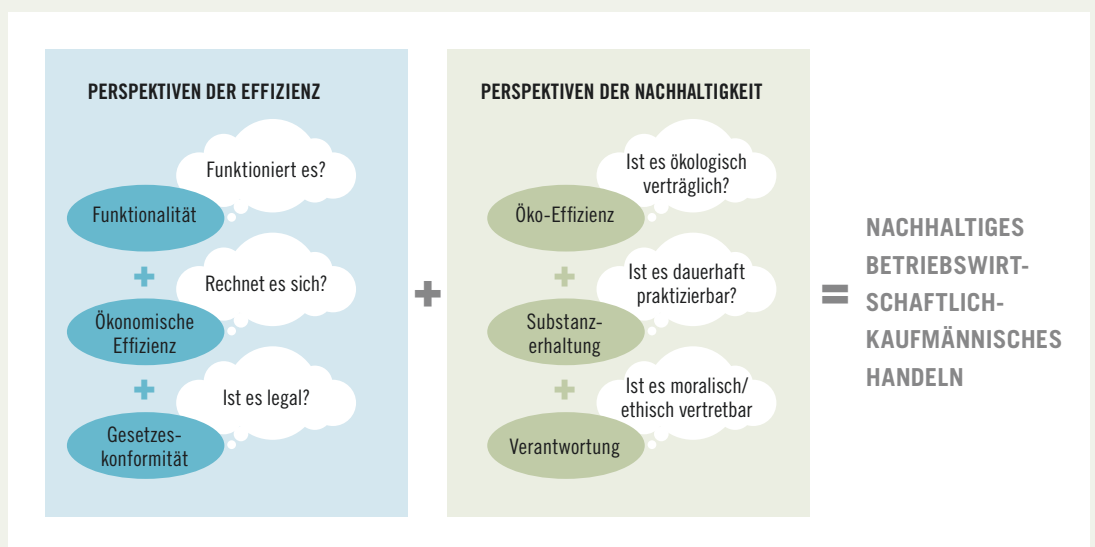 PERSPEKTIVEN DER EFFIZIENZ
Funktioniert es?
Funktionalität
+
Rechnet es sich?
Ökonomische
Effizienz
+
Ist es legal?
Gesetzes-
konformität
+
PERSPEKTIVEN DER NACHHALTIGKEIT
Ist es ökologisch
verträglich?
Öko-Effizienz
+
Ist es dauerhaft
praktizierbar?
Substanz-
erhaltung
+
Ist es moralisch/
ethisch vertretbar
Verantwortung
=
NACHHALTIGES
BETRIEBSWIRT-
SCHAFTLICH-
KAUFMÄNNISCHES
HANDELN